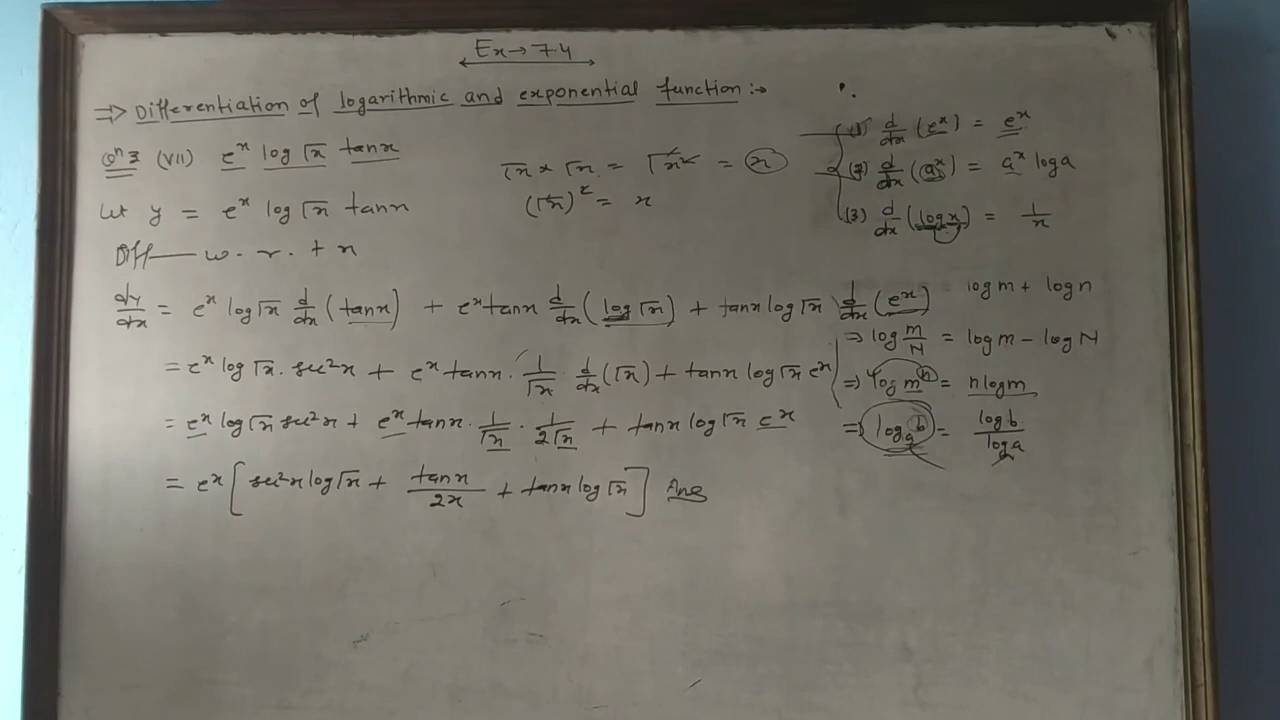 Ex → 7.4
⇒ Differentiation of logarithmic and exponential function :→
Qn 3 (VII) e^x log√x tanx
Let y = e^x log√x tanx
Diff— w. r. t x
dy/dx = e^x log√x d/dx (tanx) + e^x tanx d/dx (log√x) + tanx log√x d/dx (e^x)
= e^x log√x . sec²x + e^x tanx . 1/√x . d/dx (√x) + tanx log√x e^x
= e^x log√x sec²x + e^x tanx . 1/√x . 1/2√x + tanx log√x e^x
= e^x [ sec²x log√x + tanx/2x + tanx log√x ] Ans
√x × √x = √x² = x
(√x)² = x
(1) d/dx (e^x) = e^x
(2) d/dx (a^x) = a^x loga
(3) d/dx (logx) = 1/x
log m + log n
⇒ log m/N = log m − log N
⇒ log m^n = n log m
⇒ log_a b = log b/log a